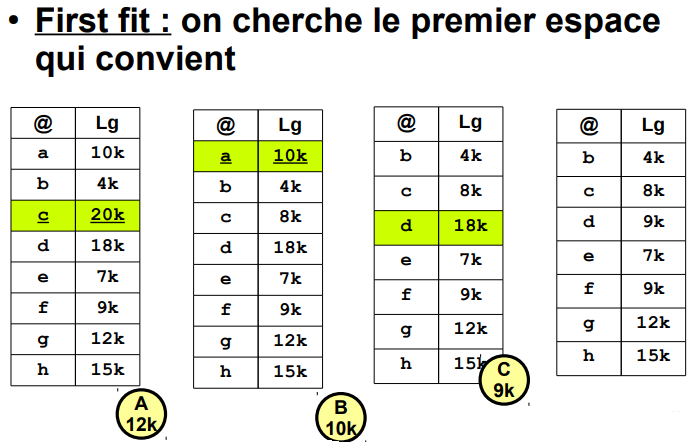 • First fit : on cherche le premier espace
qui convient
@ Lg
a 10k
b 4k
c 20k
d 18k
e 7k
f 9k
g 12k
h 15k
A
12k
@ Lg
a 10k
b 4k
c 8k
d 18k
e 7k
f 9k
g 12k
h 15k
B
10k
@ Lg
b 4k
c 8k
d 18k
e 7k
f 9k
g 12k
h 15k
C
9k
@ Lg
b 4k
c 8k
d 9k
e 7k
f 9k
g 12k
h 15k